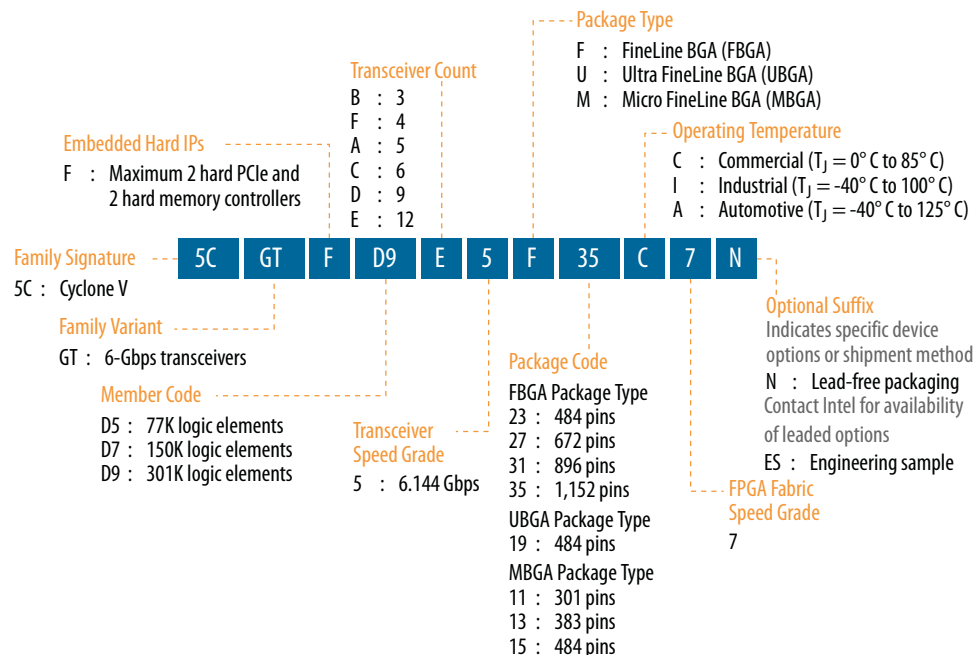 Package Type
F : FineLine BGA (FBGA)
U : Ultra FineLine BGA (UBGA)
M : Micro FineLine BGA (MBGA)
Transceiver Count
B : 3
F : 4
A : 5
C : 6
D : 9
E : 12
Embedded Hard IPs
F : Maximum 2 hard PCIe and
2 hard memory controllers
Operating Temperature
C : Commercial (TJ = 0° C to 85° C)
I : Industrial (TJ = -40° C to 100° C)
A : Automotive (TJ = -40° C to 125° C)
5C GT F D9 E 5 F 35 C 7 N
Family Signature
5C : Cyclone V
Family Variant
GT : 6-Gbps transceivers
Member Code
D5 : 77K logic elements
D7 : 150K logic elements
D9 : 301K logic elements
Transceiver
Speed Grade
5 : 6.144 Gbps
Package Code
FBGA Package Type
23 : 484 pins
27 : 672 pins
31 : 896 pins
35 : 1,152 pins
UBGA Package Type
19 : 484 pins
MBGA Package Type
11 : 301 pins
13 : 383 pins
15 : 484 pins
FPGA Fabric
Speed Grade
7
Optional Suffix
Indicates specific device
options or shipment method
N : Lead-free packaging
Contact Intel for availability
of leaded options
ES : Engineering sample